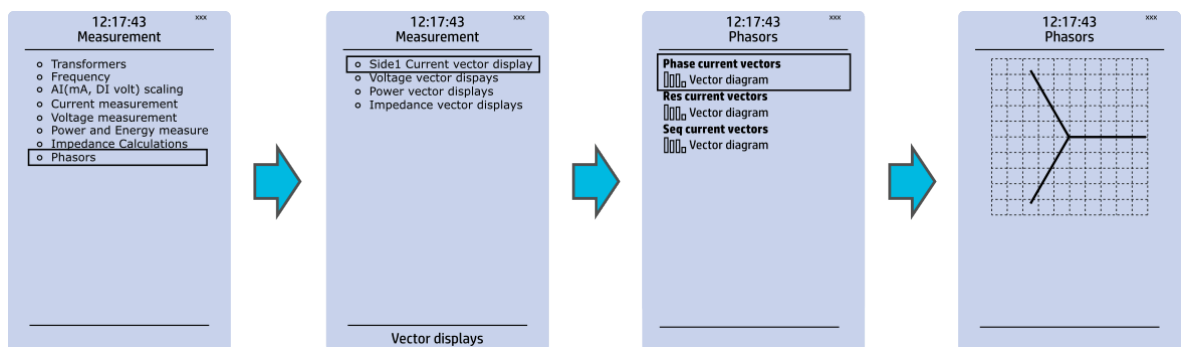 12:17:43
xxx
Measurement
Transformers
Frequency
AI(mA, DI volt) scaling
Current measurement
Voltage measurement
Power and Energy measure
Impedance Calculations
Phasors
12:17:43
xxx
Measurement
Side1 Current vector display
Voltage vector dispays
Power vector displays
Impedance vector displays
Vector displays
12:17:43
xxx
Phasors
Phase current vectors
Vector diagram
Res current vectors
Vector diagram
Seq current vectors
Vector diagram
12:17:43
xxx
Phasors